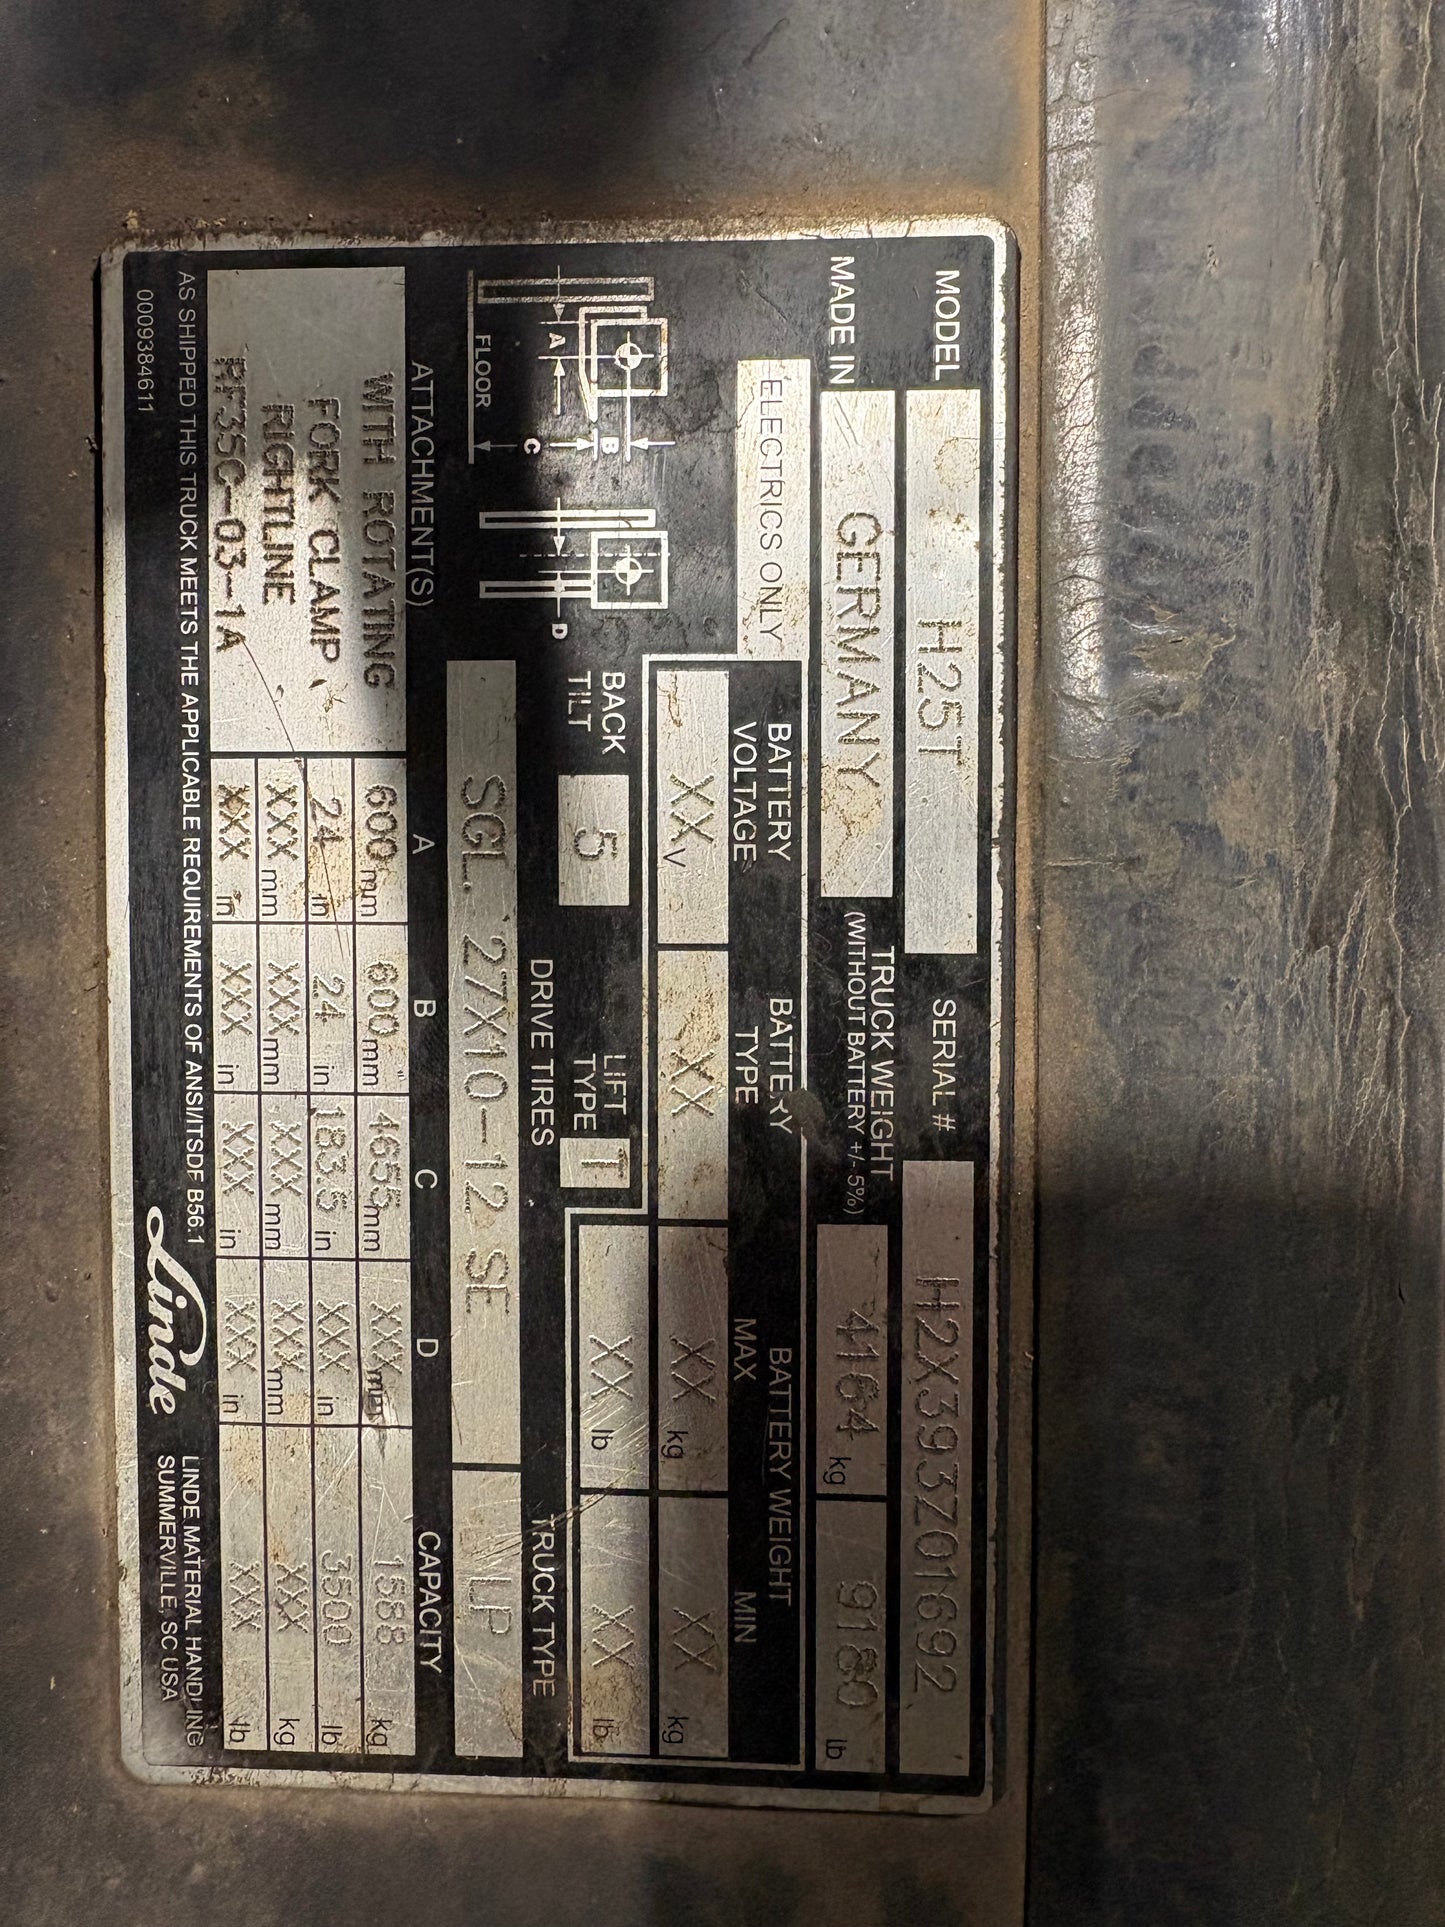 MODEL H25T SERIAL # H2X393Z01692
MADE IN GERMANY TRUCK WEIGHT (WITHOUT BATTERY +/-5%) 4164 kg 9180 lb
ELECTRICS ONLY
BATTERY VOLTAGE BATTERY TYPE BATTERY WEIGHT
MAX MIN
XX V XX XX kg XX kg
XX lb XX lb
A B C FLOOR D
BACK TILT 5 LIFT TYPE T
DRIVE TIRES TRUCK TYPE
SGL. 27X10-12 SE LP
ATTACHMENT(S) A B C D CAPACITY
WITH ROTATING 600 mm 600 mm 4655 mm XXX mm 1588 kg
FORK CLAMP 24 in 24 in 183.5 in XXX in 3500 lb
RIGHTLINE XXX mm XXX mm XXX mm XXX mm XXX kg
RF35C-03-1A XXX in XXX in XXX in XXX in XXX lb
AS SHIPPED THIS TRUCK MEETS THE APPLICABLE REQUIREMENTS OF ANSI/ITSDF B56.1
0009384611
Linde
LINDE MATERIAL HANDLING
SUMMERVILLE, SC USA